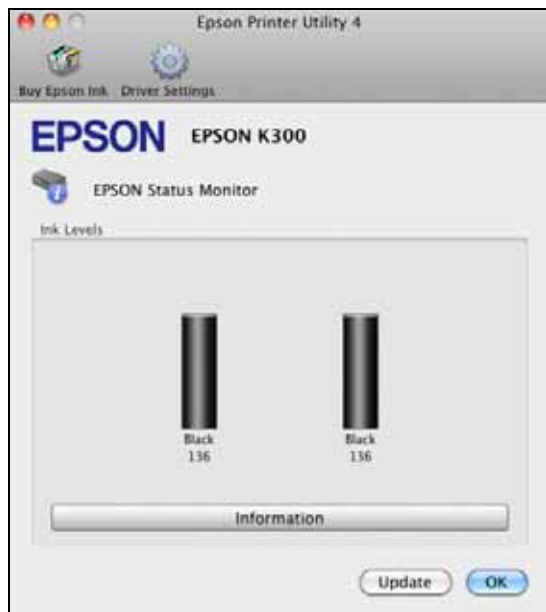 Epson Printer Utility 4
Buy Epson Ink Driver Settings
EPSON EPSON K300
EPSON Status Monitor
Ink Levels
Black Black
136 136
Information
Update OK